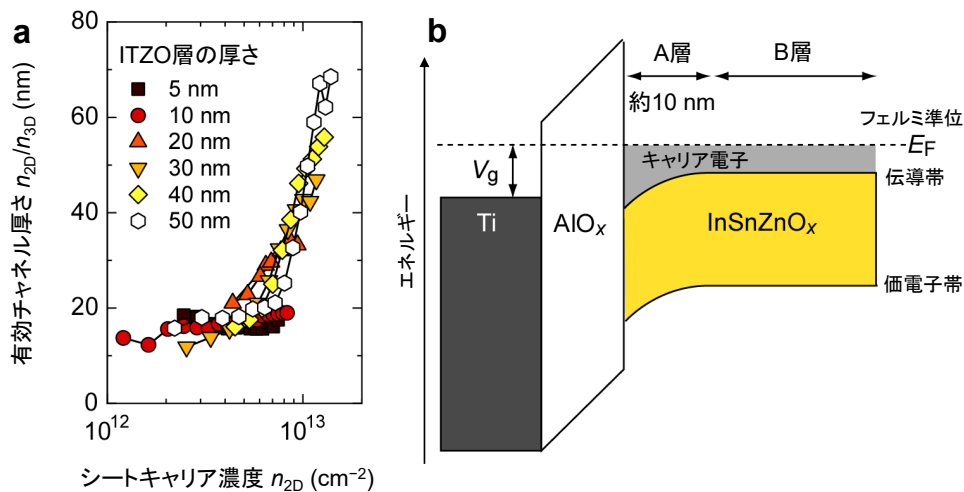 a
有効チャネル厚さ n2D/n3D (nm)
80
60
40
20
0
ITZO層の厚さ
5 nm
10 nm
20 nm
30 nm
40 nm
50 nm
10¹²
10¹³
シートキャリア濃度 n2D (cm⁻²)
b
エネルギー
A層
B層
約10 nm
フェルミ準位
EF
キャリア電子
伝導帯
Vg
Ti
AlOx
InSnZnOx
価電子帯